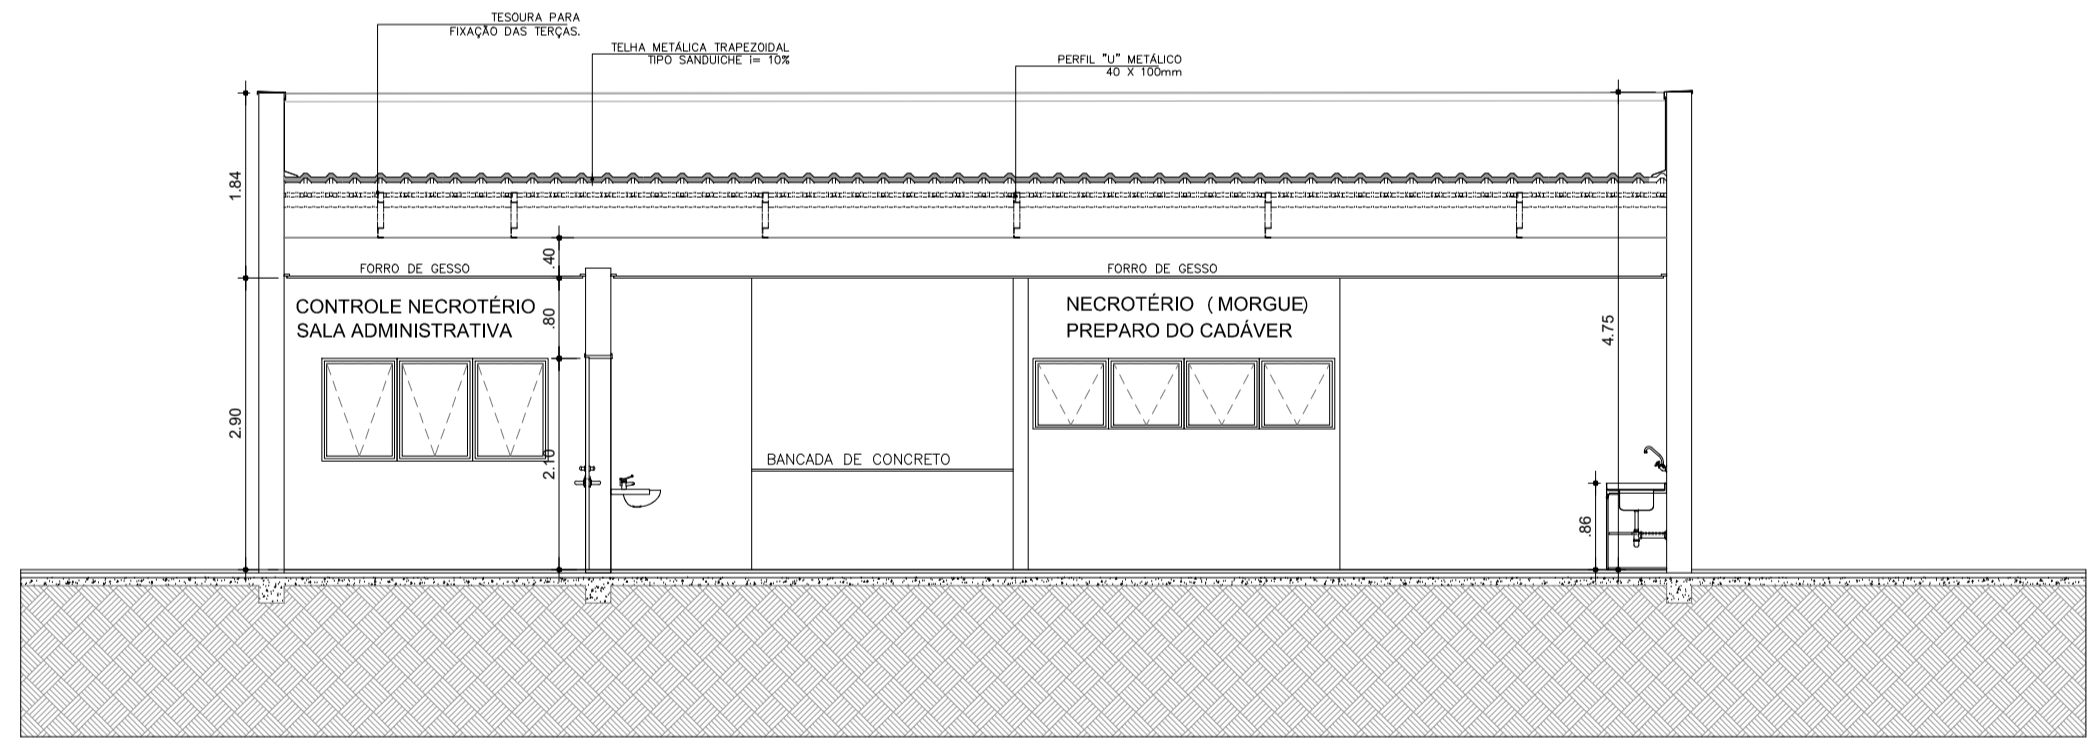 TESOURA PARA
FIXAÇÃO DAS TERÇAS.
TELHA METÁLICA TRAPEZOIDAL
TIPO SANDUICHE i= 10%
PERFIL "U" METÁLICO
40 X 100mm
1.84
.40
FORRO DE GESSO
FORRO DE GESSO
CONTROLE NECROTÉRIO
SALA ADMINISTRATIVA
.80
NECROTÉRIO ( MORGUE)
PREPARO DO CADÁVER
4.75
2.90
2.10
BANCADA DE CONCRETO
.86